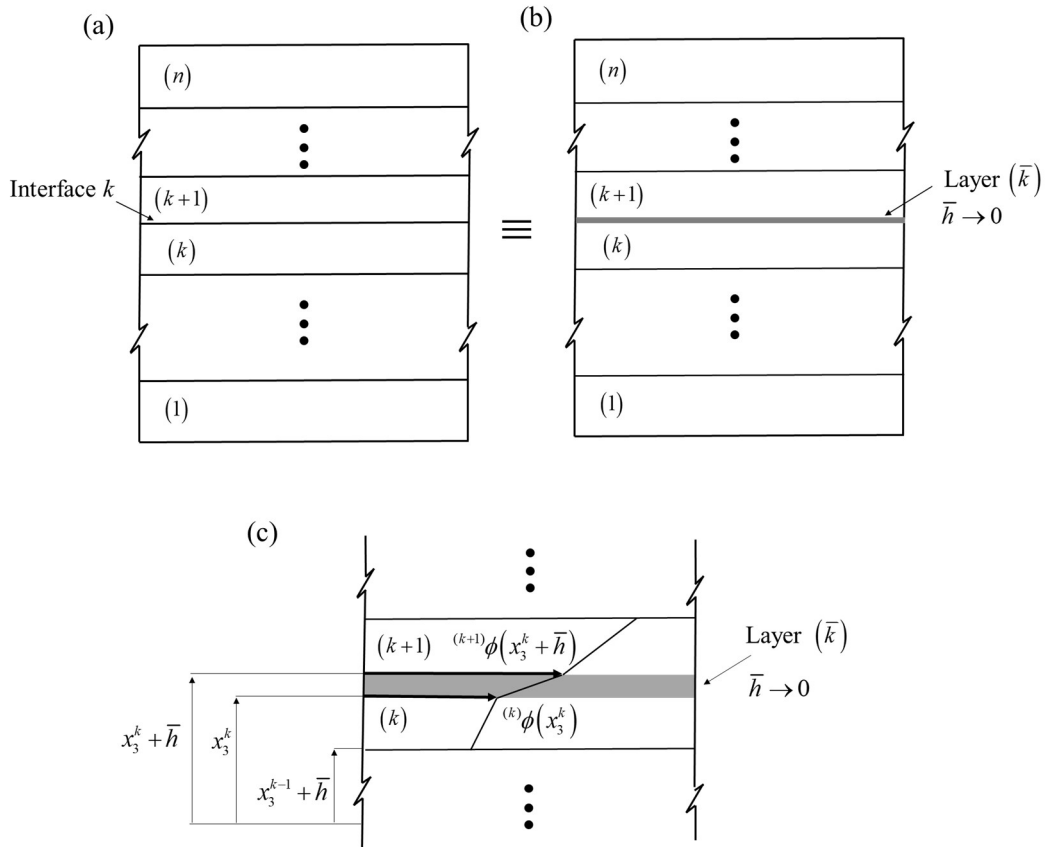 (a)
(n)
Interface k
(k+1)
(k)
(1)
≡
(b)
(n)
(k+1)
(k)
(1)
Layer (k̄)
h̄ → 0
(c)
(k+1) ⁽ᵏ⁺¹⁾ϕ(x₃ᵏ + h̄)
(k) ⁽ᵏ⁾ϕ(x₃ᵏ)
Layer (k̄)
h̄ → 0
x₃ᵏ + h̄
x₃ᵏ
x₃ᵏ⁻¹ + h̄